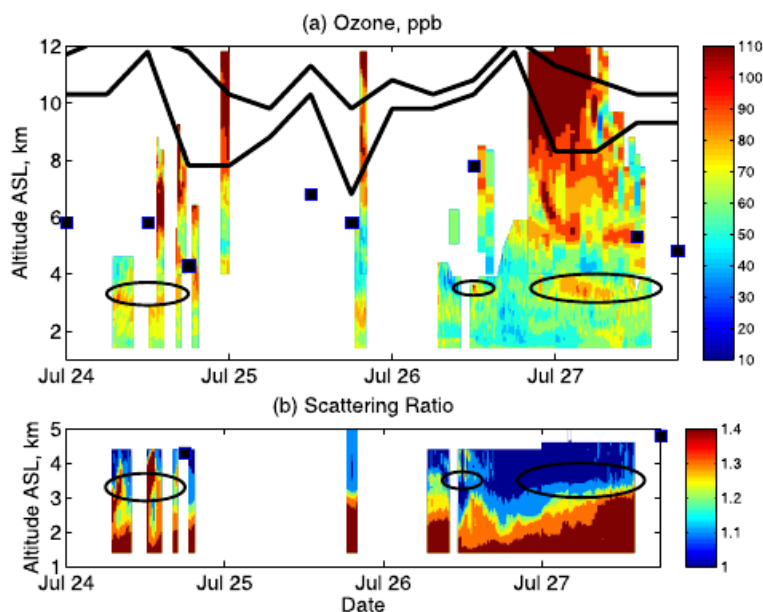 (a) Ozone, ppb
12
10
8
6
4
2
Altitude ASL, km
Jul 24
Jul 25
Jul 26
Jul 27
110
100
90
80
70
60
50
40
30
20
10
(b) Scattering Ratio
5
4
3
2
1
Altitude ASL, km
Jul 24
Jul 25
Jul 26
Jul 27
Date
1.4
1.3
1.2
1.1
1